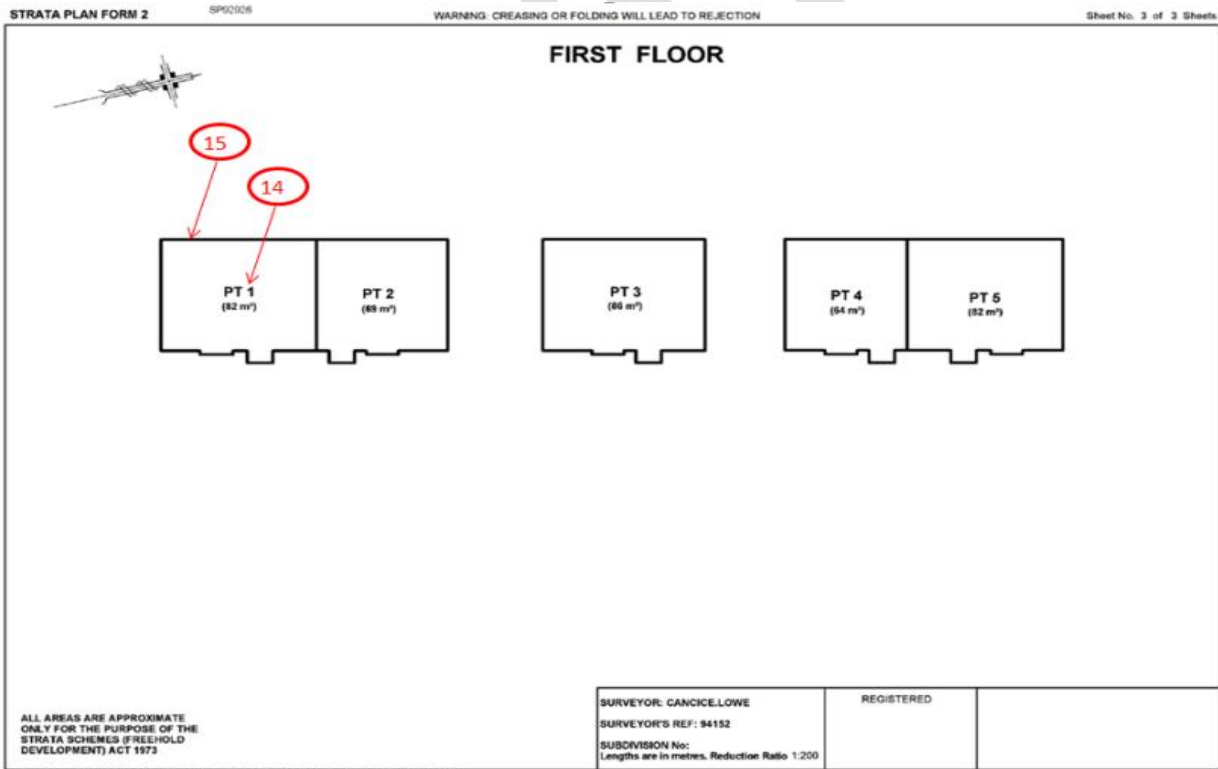 STRATA PLAN FORM 2
SP92926
WARNING: CREASING OR FOLDING WILL LEAD TO REJECTION
Sheet No. 3 of 3 Sheets
FIRST FLOOR
15
14
PT 1
(82 m²)
PT 2
(69 m²)
PT 3
(86 m²)
PT 4
(64 m²)
PT 5
(82 m²)
ALL AREAS ARE APPROXIMATE
ONLY FOR THE PURPOSE OF THE
STRATA SCHEMES (FREEHOLD
DEVELOPMENT) ACT 1973
SURVEYOR: CANCICE.LOWE
SURVEYOR'S REF: 94152
SUBDIVISION No:
Lengths are in metres. Reduction Ratio 1:200
REGISTERED